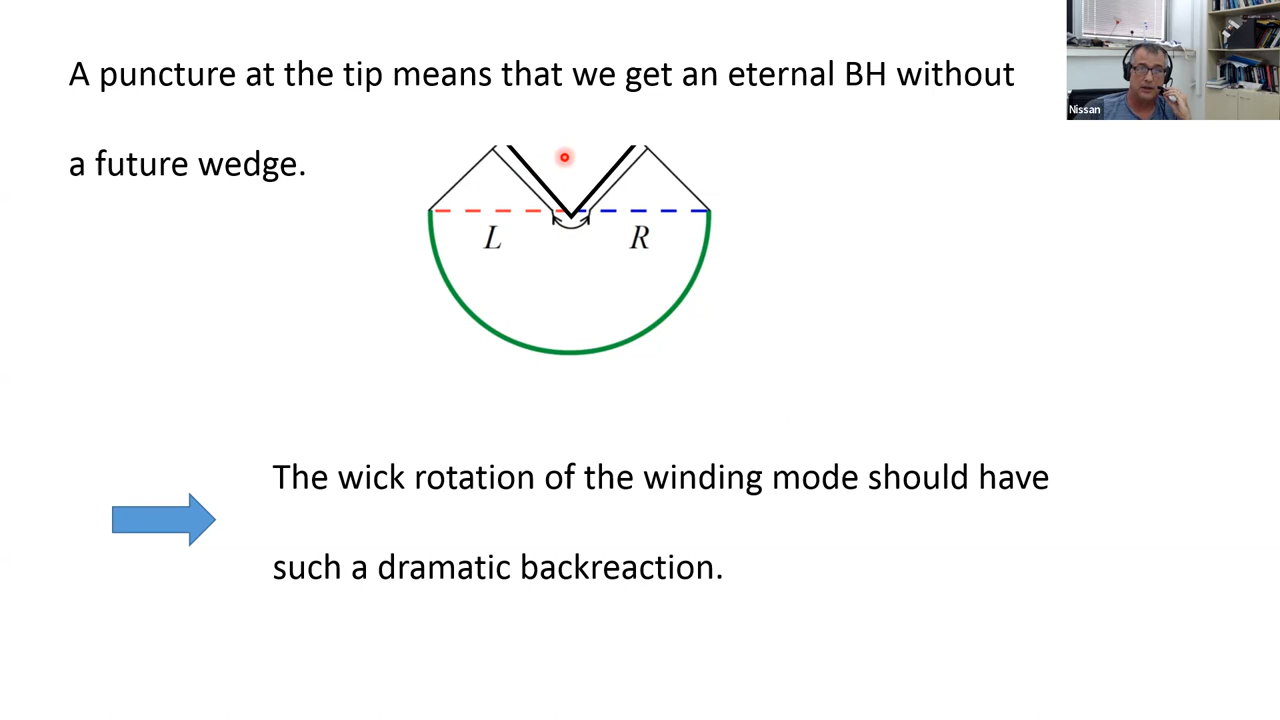 A puncture at the tip means that we get an eternal BH without
a future wedge.
L
R
The wick rotation of the winding mode should have
such a dramatic backreaction.
Nissan